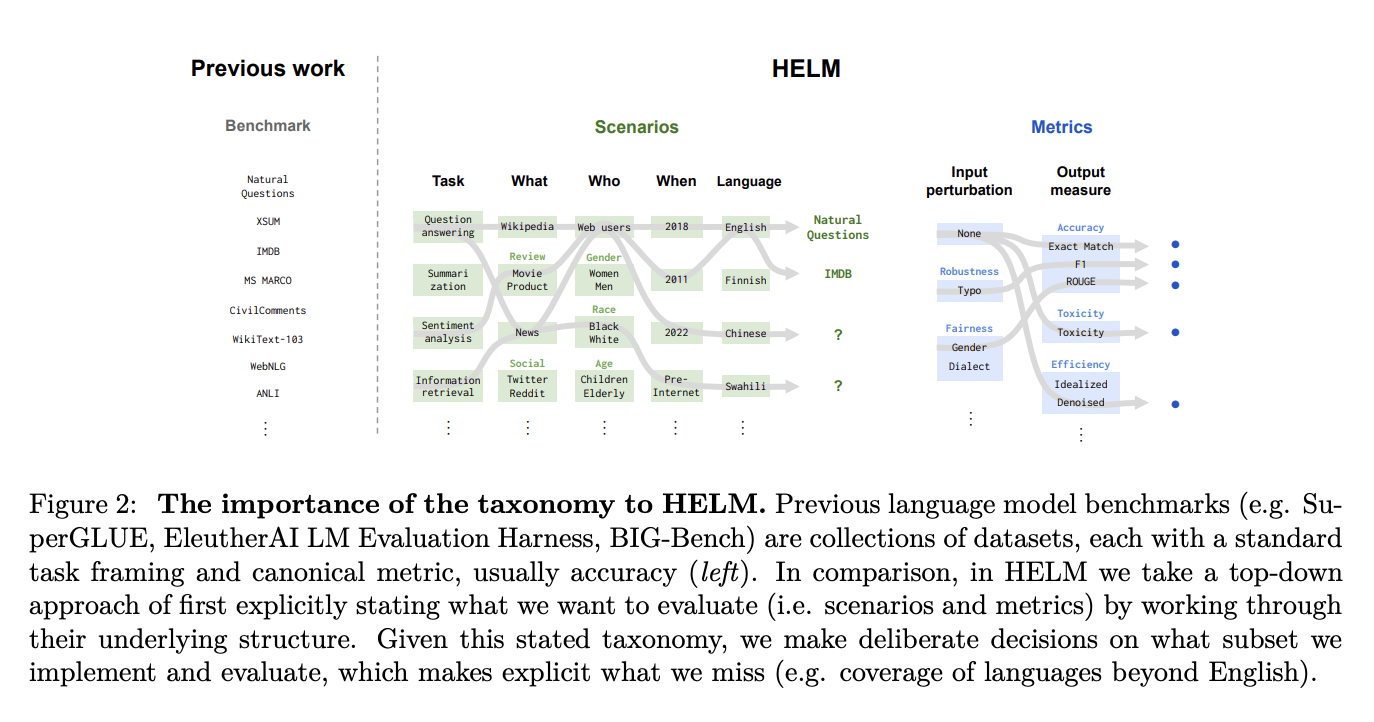 Previous work
HELM
Benchmark
Scenarios
Metrics
Natural
Questions
XSUM
IMDB
MS MARCO
CivilComments
WikiText-103
WebNLG
ANLI
⋮
Task
What
Who
When
Language
Question
answering
Wikipedia
Web users
2018
English
Natural
Questions
Summari
zation
Review
Movie
Product
Gender
Women
Men
2011
Finnish
IMDB
Sentiment
analysis
News
Race
Black
White
2022
Chinese
?
Information
retrieval
Social
Twitter
Reddit
Age
Children
Elderly
Pre-
Internet
Swahili
?
⋮ ⋮ ⋮ ⋮ ⋮
Input
perturbation
Output
measure
None
Robustness
Typo
Fairness
Gender
Dialect
⋮
Accuracy
Exact Match
F1
ROUGE
Toxicity
Toxicity
Efficiency
Idealized
Denoised
⋮
Figure 2: The importance of the taxonomy to HELM. Previous language model benchmarks (e.g. Su-
perGLUE, EleutherAI LM Evaluation Harness, BIG-Bench) are collections of datasets, each with a standard
task framing and canonical metric, usually accuracy (left). In comparison, in HELM we take a top-down
approach of first explicitly stating what we want to evaluate (i.e. scenarios and metrics) by working through
their underlying structure. Given this stated taxonomy, we make deliberate decisions on what subset we
implement and evaluate, which makes explicit what we miss (e.g. coverage of languages beyond English).